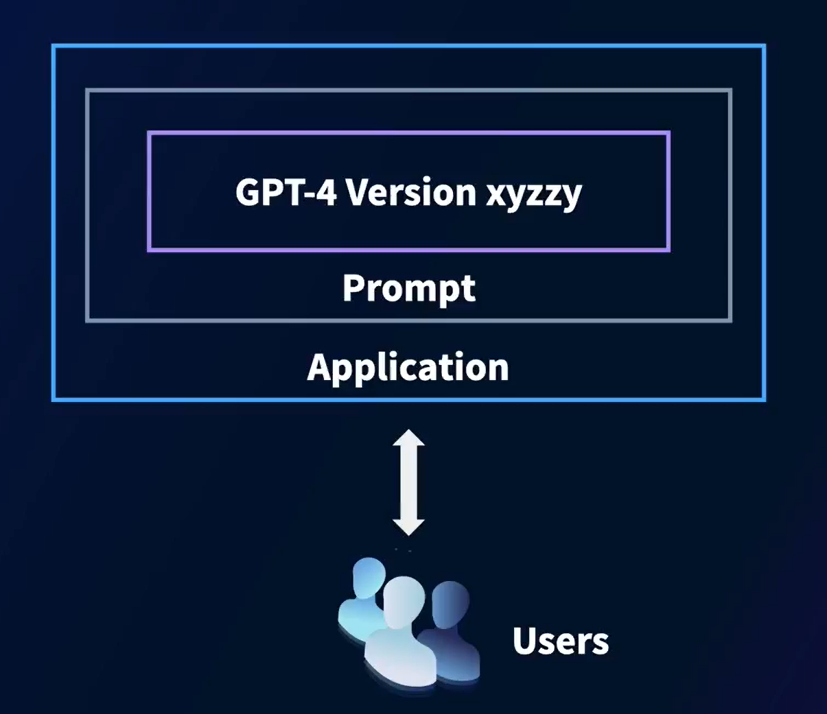 GPT-4 Version xyzzy
Prompt
Application
Users